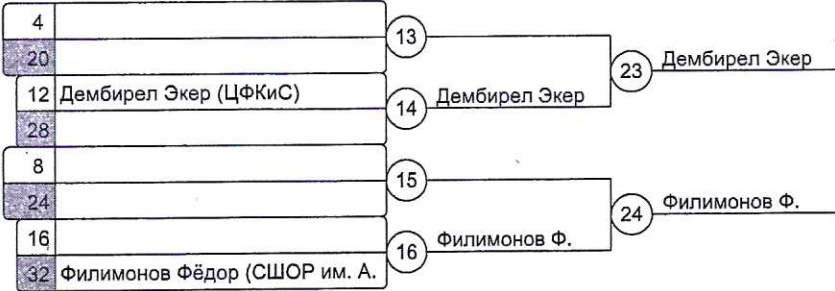 4
13
20
23 Дембирел Экер
12 Дембирел Экер (ЦФКиС)
14 Дембирел Экер
28
8
15
24
24 Филимонов Ф.
16
16 Филимонов Ф.
32 Филимонов Фёдор (СШОР им. А.